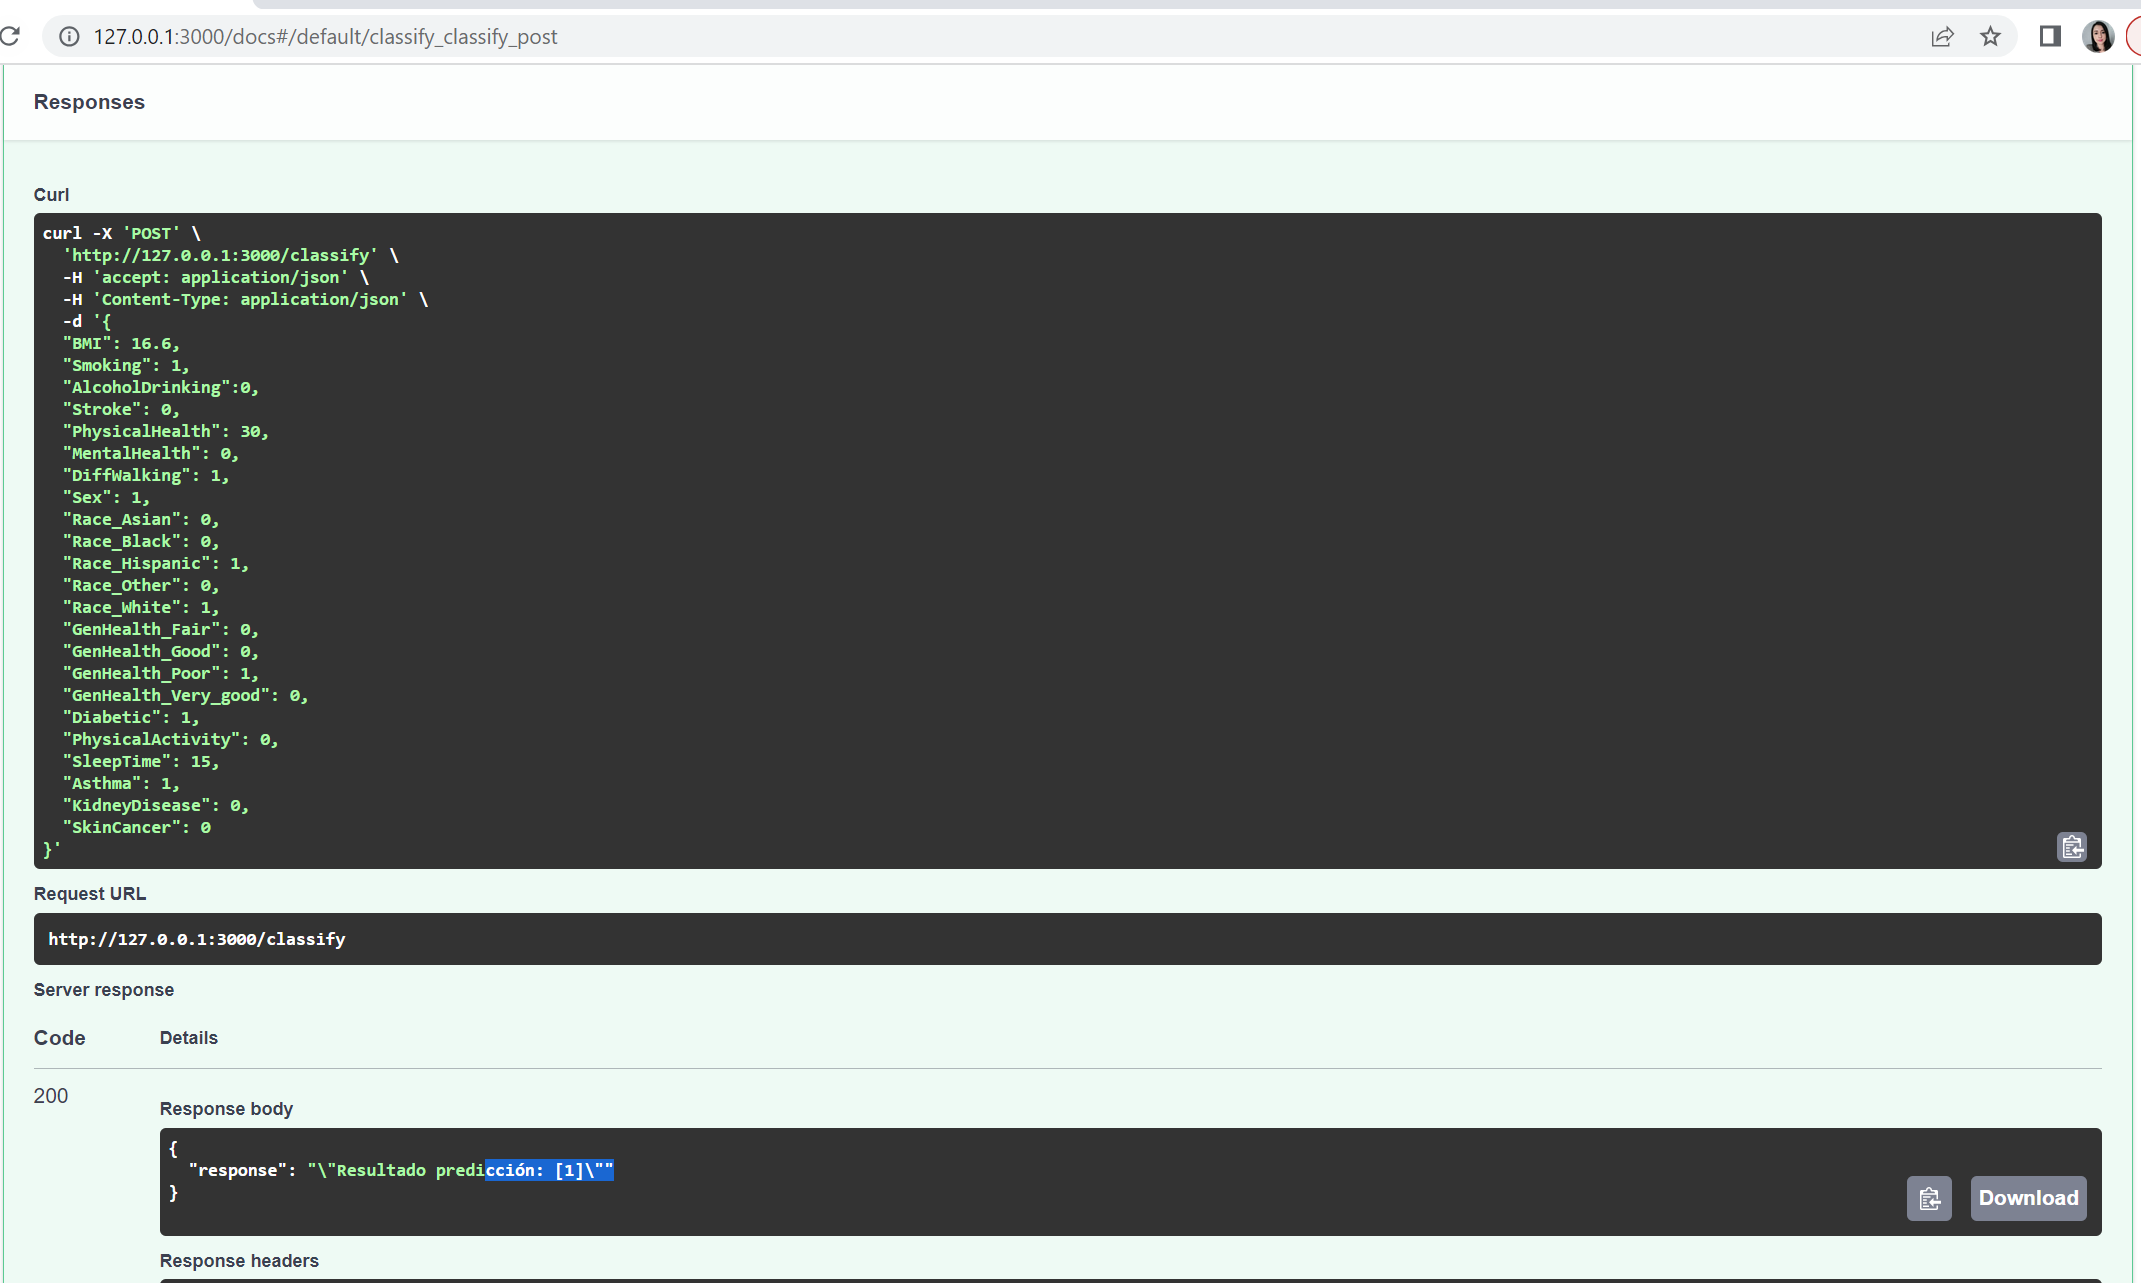 127.0.0.1:3000/docs#/default/classify_classify_post
Responses
Curl
curl -X 'POST' \
  'http://127.0.0.1:3000/classify' \
  -H 'accept: application/json' \
  -H 'Content-Type: application/json' \
  -d '{
  "BMI": 16.6,
  "Smoking": 1,
  "AlcoholDrinking":0,
  "Stroke": 0,
  "PhysicalHealth": 30,
  "MentalHealth": 0,
  "DiffWalking": 1,
  "Sex": 1,
  "Race_Asian": 0,
  "Race_Black": 0,
  "Race_Hispanic": 1,
  "Race_Other": 0,
  "Race_White": 1,
  "GenHealth_Fair": 0,
  "GenHealth_Good": 0,
  "GenHealth_Poor": 1,
  "GenHealth_Very_good": 0,
  "Diabetic": 1,
  "PhysicalActivity": 0,
  "SleepTime": 15,
  "Asthma": 1,
  "KidneyDisease": 0,
  "SkinCancer": 0
}'
Request URL
http://127.0.0.1:3000/classify
Server response
Code Details
200
Response body
{
  "response": "\"Resultado predicción: [1]\""
}
Download
Response headers